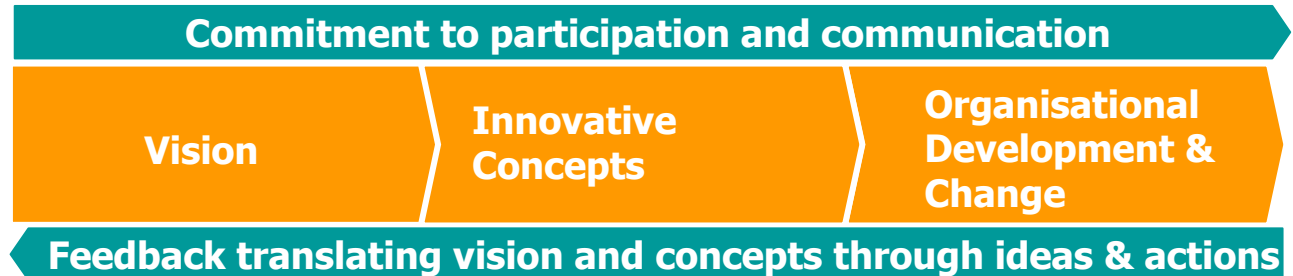 Commitment to participation and communication
Vision
Innovative
Concepts
Organisational
Development &
Change
Feedback translating vision and concepts through ideas & actions